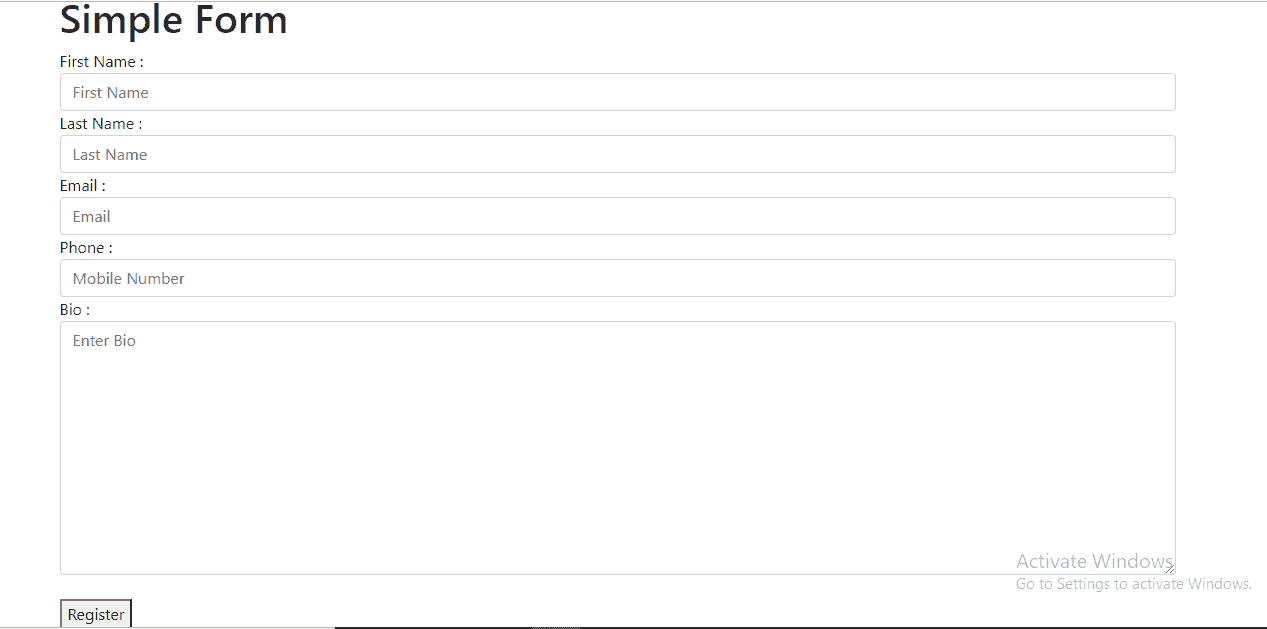 Simple Form
First Name :
First Name
Last Name :
Last Name
Email :
Email
Phone :
Mobile Number
Bio :
Enter Bio
Activate Windows
Go to Settings to activate Windows.
Register